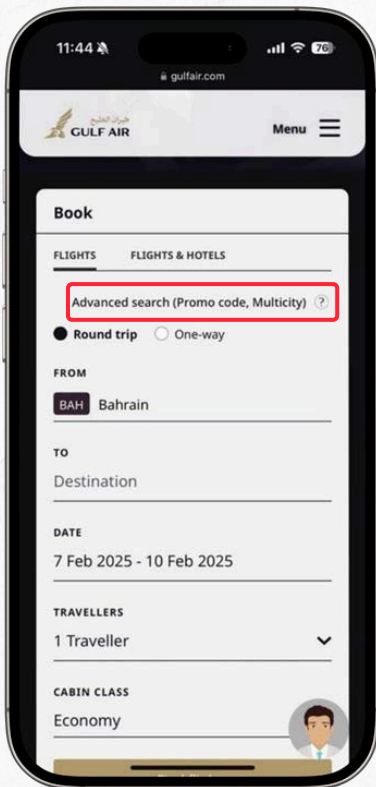 11:44
76
gulfair.com
طيران الخليج
GULF AIR
Menu
Book
FLIGHTS FLIGHTS & HOTELS
Advanced search (Promo code, Multicity) ?
Round trip One-way
FROM
BAH Bahrain
TO
Destination
DATE
7 Feb 2025 - 10 Feb 2025
TRAVELLERS
1 Traveller
CABIN CLASS
Economy